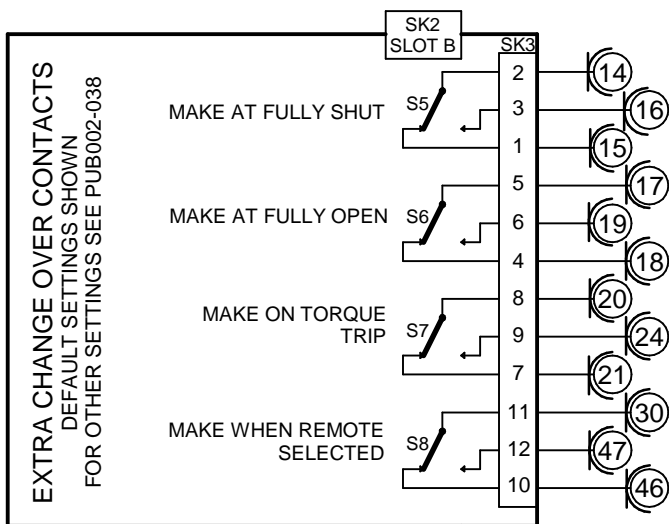 SK2
SLOT B
SK3
EXTRA CHANGE OVER CONTACTS
DEFAULT SETTINGS SHOWN
FOR OTHER SETTINGS SEE PUB002-038
MAKE AT FULLY SHUT
S5
2
14
3
16
1
15
MAKE AT FULLY OPEN
S6
5
17
6
19
4
18
MAKE ON TORQUE
TRIP
S7
8
20
9
24
7
21
MAKE WHEN REMOTE
SELECTED
S8
11
30
12
47
10
46